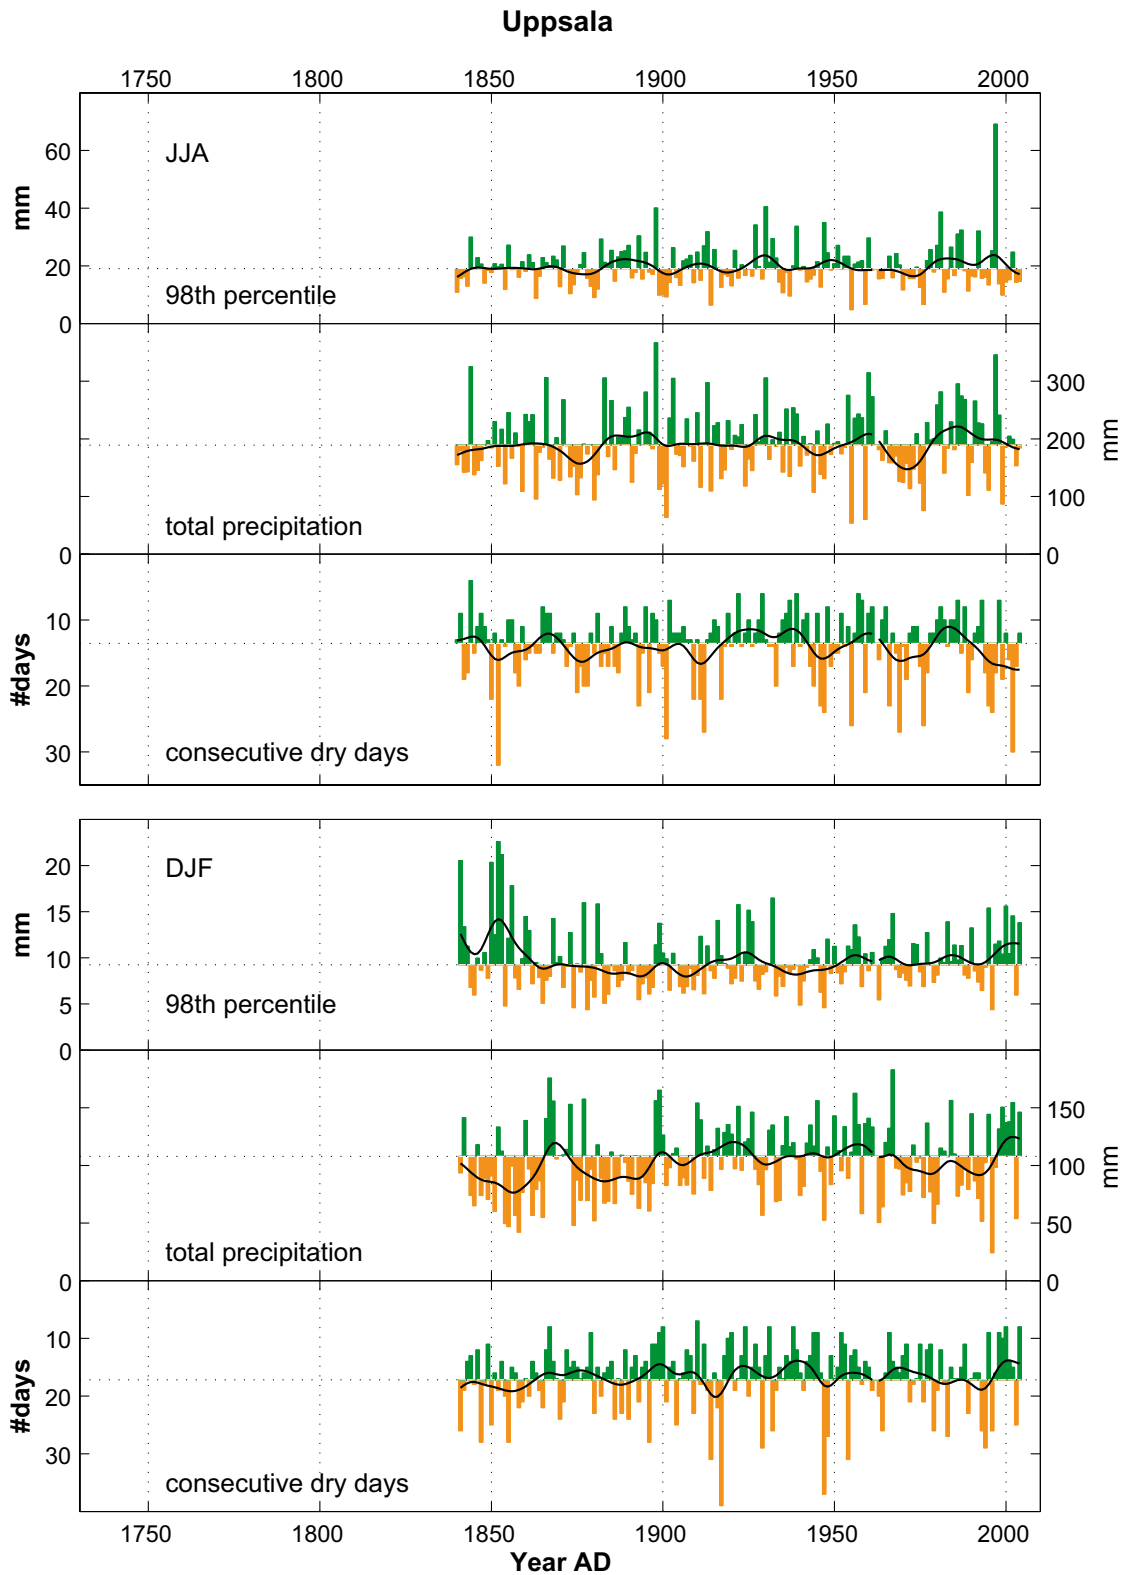 Uppsala
1750 1800 1850 1900 1950 2000
JJA
mm
60
40
20
0
98th percentile
300
200
100
0
mm
total precipitation
0
10
20
30
#days
consecutive dry days
DJF
mm
20
15
10
5
0
98th percentile
150
100
50
0
mm
total precipitation
0
10
20
30
#days
consecutive dry days
1750 1800 1850 1900 1950 2000
Year AD